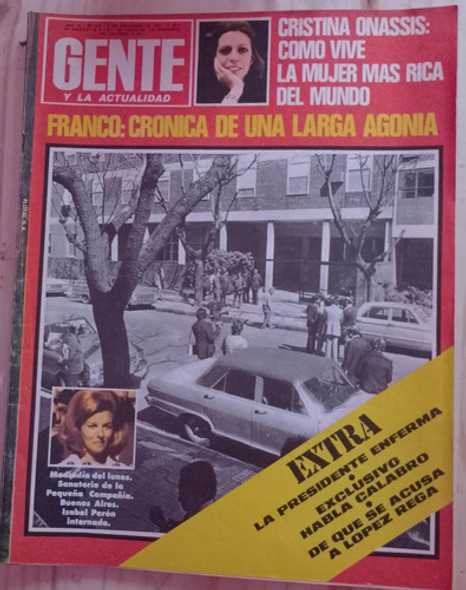 GENTE
Y LA ACTUALIDAD
CRISTINA ONASSIS:
COMO VIVE
LA MUJER MAS RICA
DEL MUNDO
FRANCO: CRONICA DE UNA LARGA AGONIA
Mediodía del lunes.
Sanatorio de la
Pequeña Compañía.
Buenos Aires.
Isabel Perón
internada.
EXTRA
LA PRESIDENTE ENFERMA
EXCLUSIVO
HABLA CALABRO
DE QUE SE ACUSA
A LOPEZ REGA